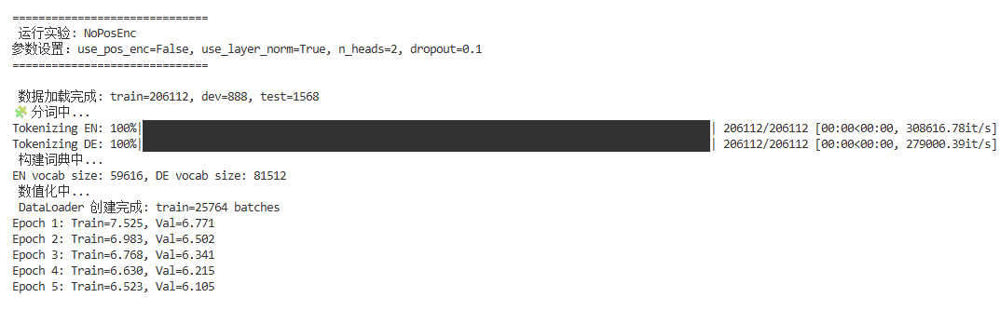 ==============================
运行实验: NoPosEnc
参数设置: use_pos_enc=False, use_layer_norm=True, n_heads=2, dropout=0.1
==============================
数据加载完成: train=206112, dev=888, test=1568
🧩 分词中...
Tokenizing EN: 100%|██████████| 206112/206112 [00:00<00:00, 308616.78it/s]
Tokenizing DE: 100%|██████████| 206112/206112 [00:00<00:00, 279000.39it/s]
构建词典中...
EN vocab size: 59616, DE vocab size: 81512
数值化中...
DataLoader 创建完成: train=25764 batches
Epoch 1: Train=7.525, Val=6.771
Epoch 2: Train=6.983, Val=6.502
Epoch 3: Train=6.768, Val=6.341
Epoch 4: Train=6.630, Val=6.215
Epoch 5: Train=6.523, Val=6.105